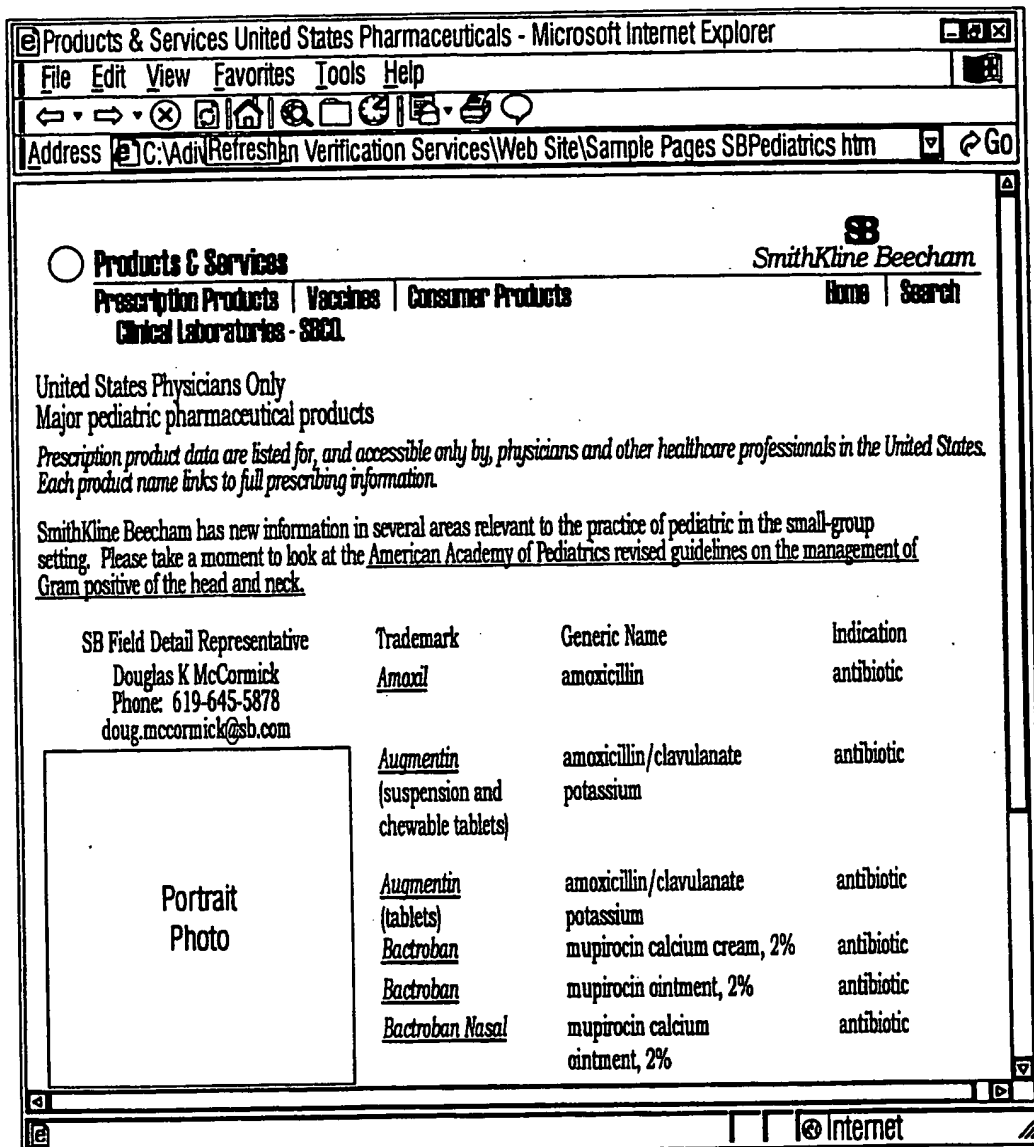 Products & Services United States Pharmaceuticals - Microsoft Internet Explorer
File Edit View Favorites Tools Help
Address C:\Adiv Refresh an Verification Services\Web Site\Sample Pages SBPediatrics htm Go
SB
Products & Services SmithKline Beecham
Prescription Products | Vaccines | Consumer Products Home | Search
Clinical Laboratories - SBCL
United States Physicians Only
Major pediatric pharmaceutical products
Prescription product data are listed for, and accessible only by, physicians and other healthcare professionals in the United States.
Each product name links to full prescribing information.
SmithKline Beecham has new information in several areas relevant to the practice of pediatric in the small-group
setting. Please take a moment to look at the American Academy of Pediatrics revised guidelines on the management of
Gram positive of the head and neck.
SB Field Detail Representative
Douglas K McCormick
Phone: 619-645-5878
doug.mccormick@sb.com
Portrait
Photo
Trademark Generic Name Indication
Amoxil amoxicillin antibiotic
Augmentin amoxicillin/clavulanate antibiotic
(suspension and potassium
chewable tablets)
Augmentin amoxicillin/clavulanate antibiotic
(tablets) potassium
Bactroban mupirocin calcium cream, 2% antibiotic
Bactroban mupirocin ointment, 2% antibiotic
Bactroban Nasal mupirocin calcium antibiotic
ointment, 2%
Internet